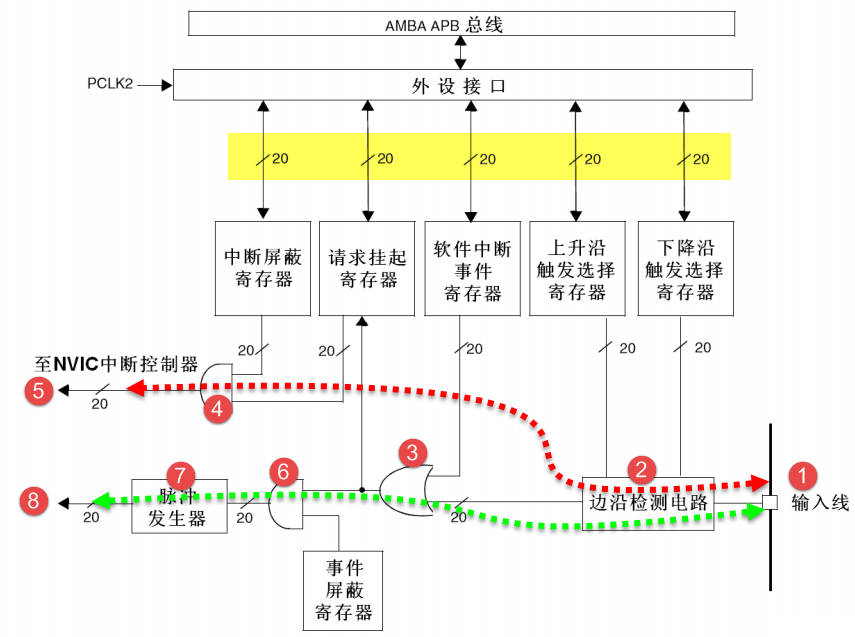 AMBA APB 总线
PCLK2
外设接口
20
20
20
20
20
中断屏蔽
寄存器
请求挂起
寄存器
软件中断
事件
寄存器
上升沿
触发选择
寄存器
下降沿
触发选择
寄存器
20
20
20
20
20
至NVIC中断控制器
5
20
4
3
2
1
6
7
8
20
脉冲
发生器
20
20
边沿检测电路
输入线
事件
屏蔽
寄存器